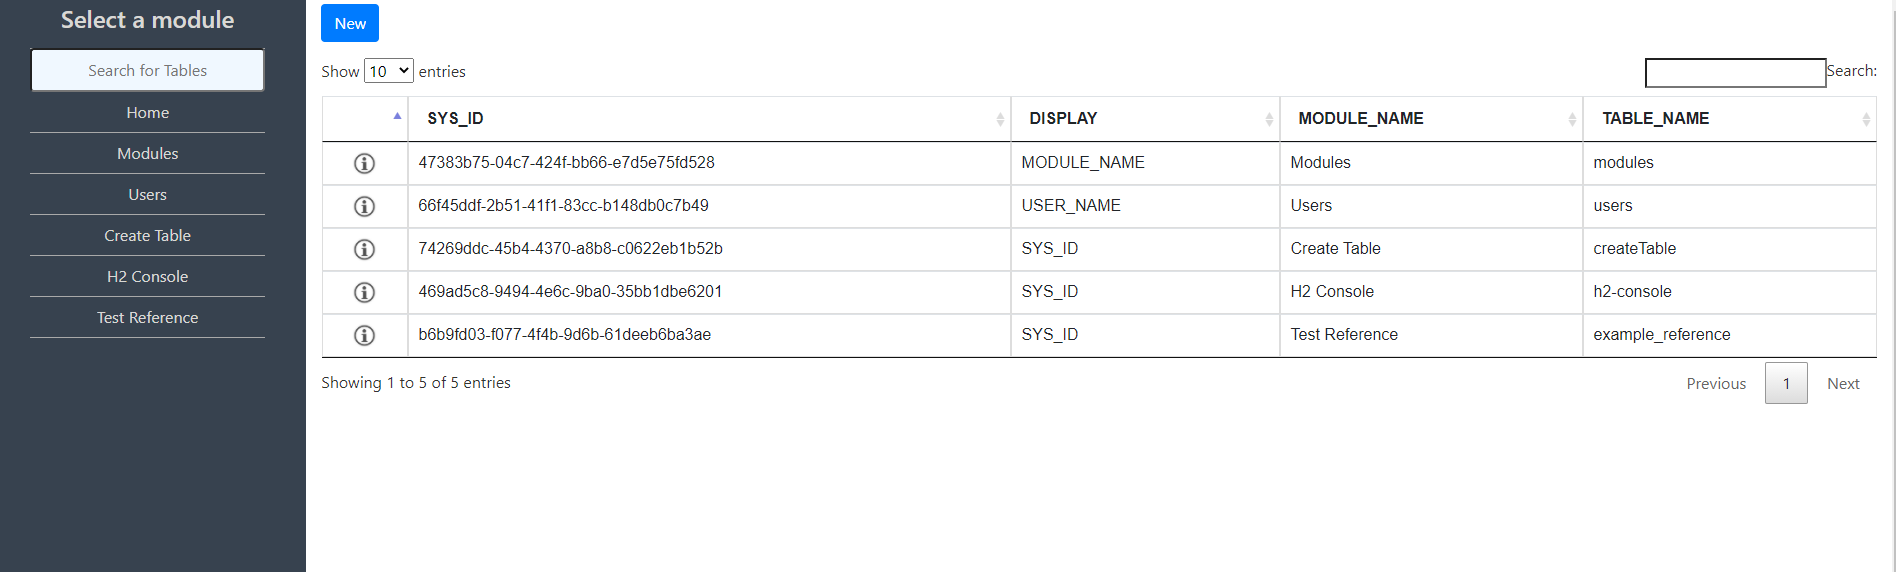 Select a module
Search for Tables
Home
Modules
Users
Create Table
H2 Console
Test Reference
New
Show 10 entries
Search:
SYS_ID DISPLAY MODULE_NAME TABLE_NAME
47383b75-04c7-424f-bb66-e7d5e75fd528 MODULE_NAME Modules modules
66f45ddf-2b51-41f1-83cc-b148db0c7b49 USER_NAME Users users
74269ddc-45b4-4370-a8b8-c0622eb1b52b SYS_ID Create Table createTable
469ad5c8-9494-4e6c-9ba0-35bb1dbe6201 SYS_ID H2 Console h2-console
b6b9fd03-f077-4f4b-9d6b-61deeb6ba3ae SYS_ID Test Reference example_reference
Showing 1 to 5 of 5 entries
Previous 1 Next